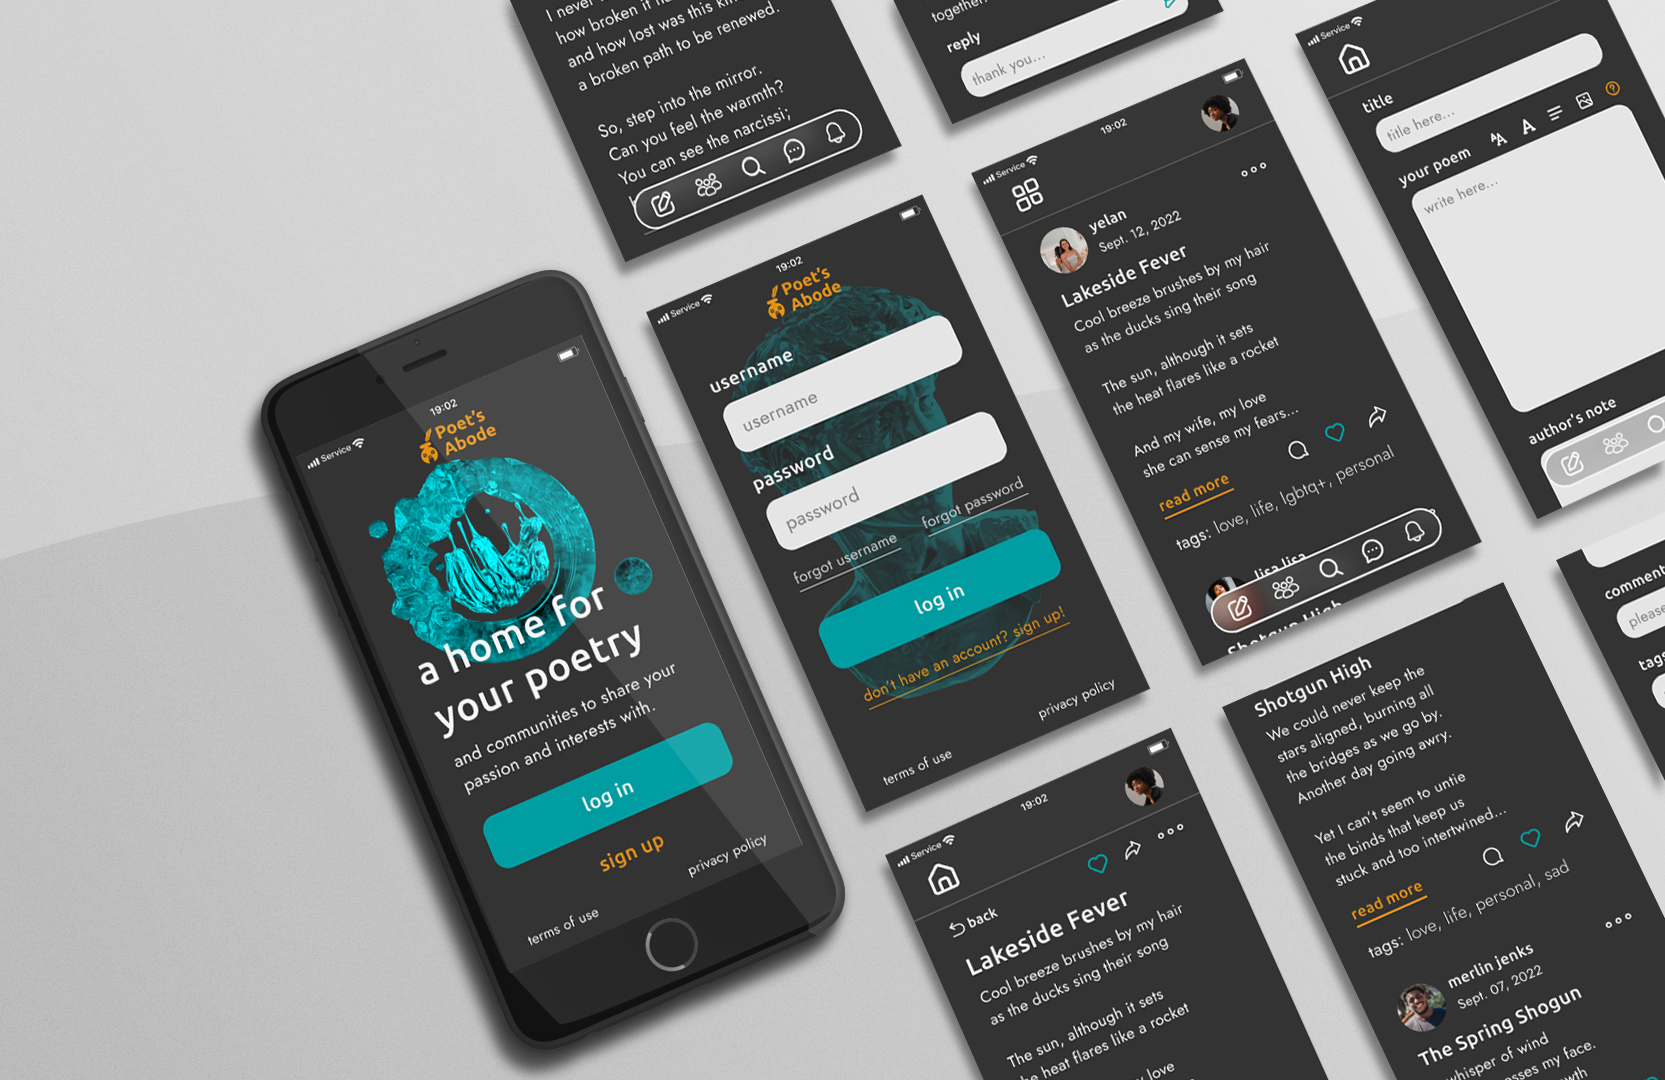 I never
how broken it
and how lost was this
a broken path to be renewed.
So, step into the mirror.
Can you feel the warmth?
You can see the narcissi;
together
reply
thank you...
Service
title
title here...
your poem
write here...
author's note
Service
19:02
Poet's
Abode
a home for
your poetry
and communities to share your
passion and interests with.
log in
sign up
privacy policy
terms of use
Service
19:02
Poet's
Abode
username
username
password
password
forgot username
forgot password
log in
don't have an account? sign up!
privacy policy
terms of use
Service
19:02
yelan
Sept. 12, 2022
Lakeside Fever
Cool breeze brushes by my hair
as the ducks sing their song
The sun, although it sets
the heat flares like a rocket
And my wife, my love
she can sense my fears...
read more
tags: love, life, lgbtq+, personal
lisa lisa
Shotgun High
Service
19:02
back
Lakeside Fever
Cool breeze brushes by my hair
as the ducks sing their song
The sun, although it sets
the heat flares like a rocket
love
Shotgun High
We could never keep the
stars aligned, burning all
the bridges as we go by.
Another day going awry.
Yet I can't seem to untie
the binds that keep us
stuck and too intertwined...
read more
tags: love, life, personal, sad
merlin jenks
Sept. 07, 2022
The Spring Shogun
whisper of wind
my face.
comment
please
tags